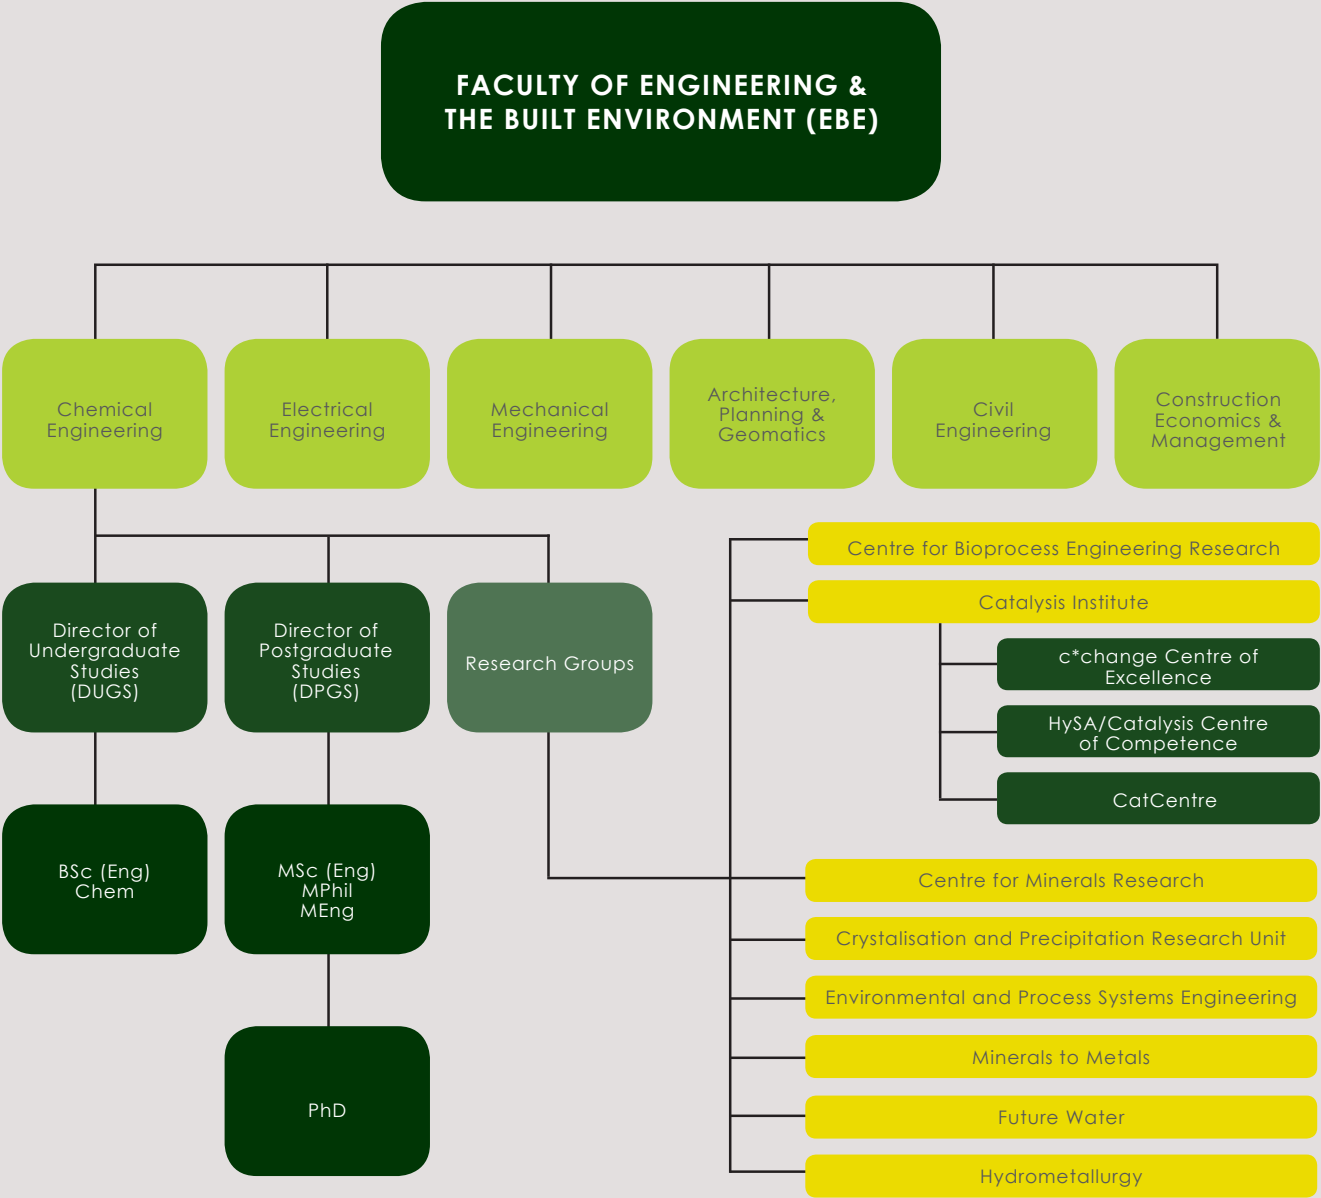 FACULTY OF ENGINEERING &
THE BUILT ENVIRONMENT (EBE)
Chemical
Engineering
Electrical
Engineering
Mechanical
Engineering
Architecture,
Planning &
Geomatics
Civil
Engineering
Construction
Economics &
Management
Director of
Undergraduate
Studies
(DUGS)
Director of
Postgraduate
Studies
(DPGS)
Research Groups
BSc (Eng)
Chem
MSc (Eng)
MPhil
MEng
PhD
Centre for Bioprocess Engineering Research
Catalysis Institute
c*change Centre of
Excellence
HySA/Catalysis Centre
of Competence
CatCentre
Centre for Minerals Research
Crystalisation and Precipitation Research Unit
Environmental and Process Systems Engineering
Minerals to Metals
Future Water
Hydrometallurgy